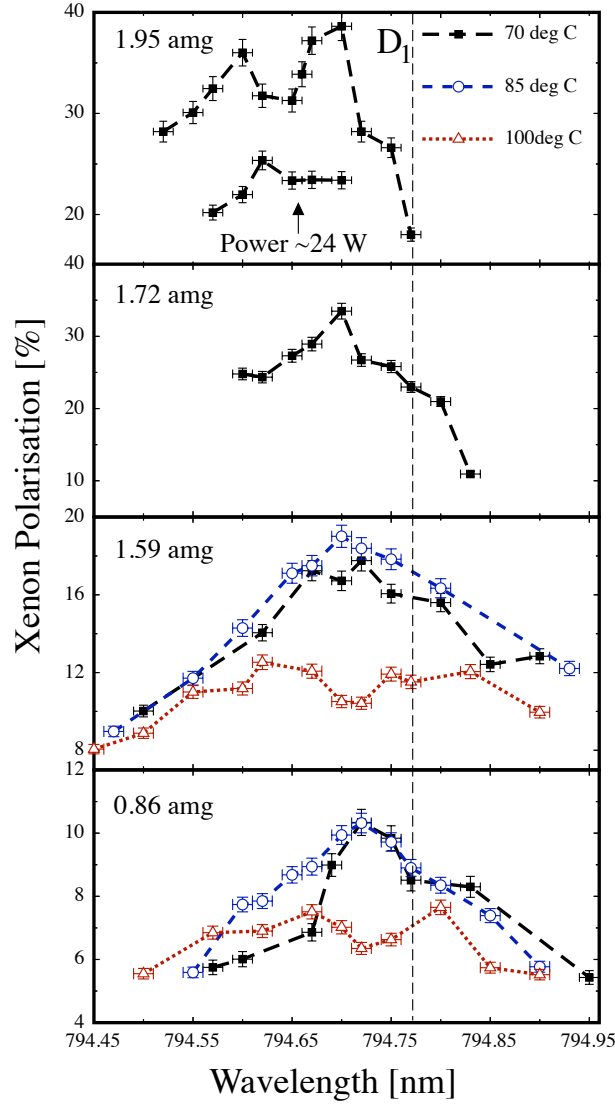 1.95 amg
D1
70 deg C
85 deg C
100deg C
Power ~24 W
40
30
20
40
1.72 amg
30
20
10
20
1.59 amg
16
12
8
12
0.86 amg
10
8
6
4
Xenon Polarisation [%]
794.45 794.55 794.65 794.75 794.85 794.96
Wavelength [nm]